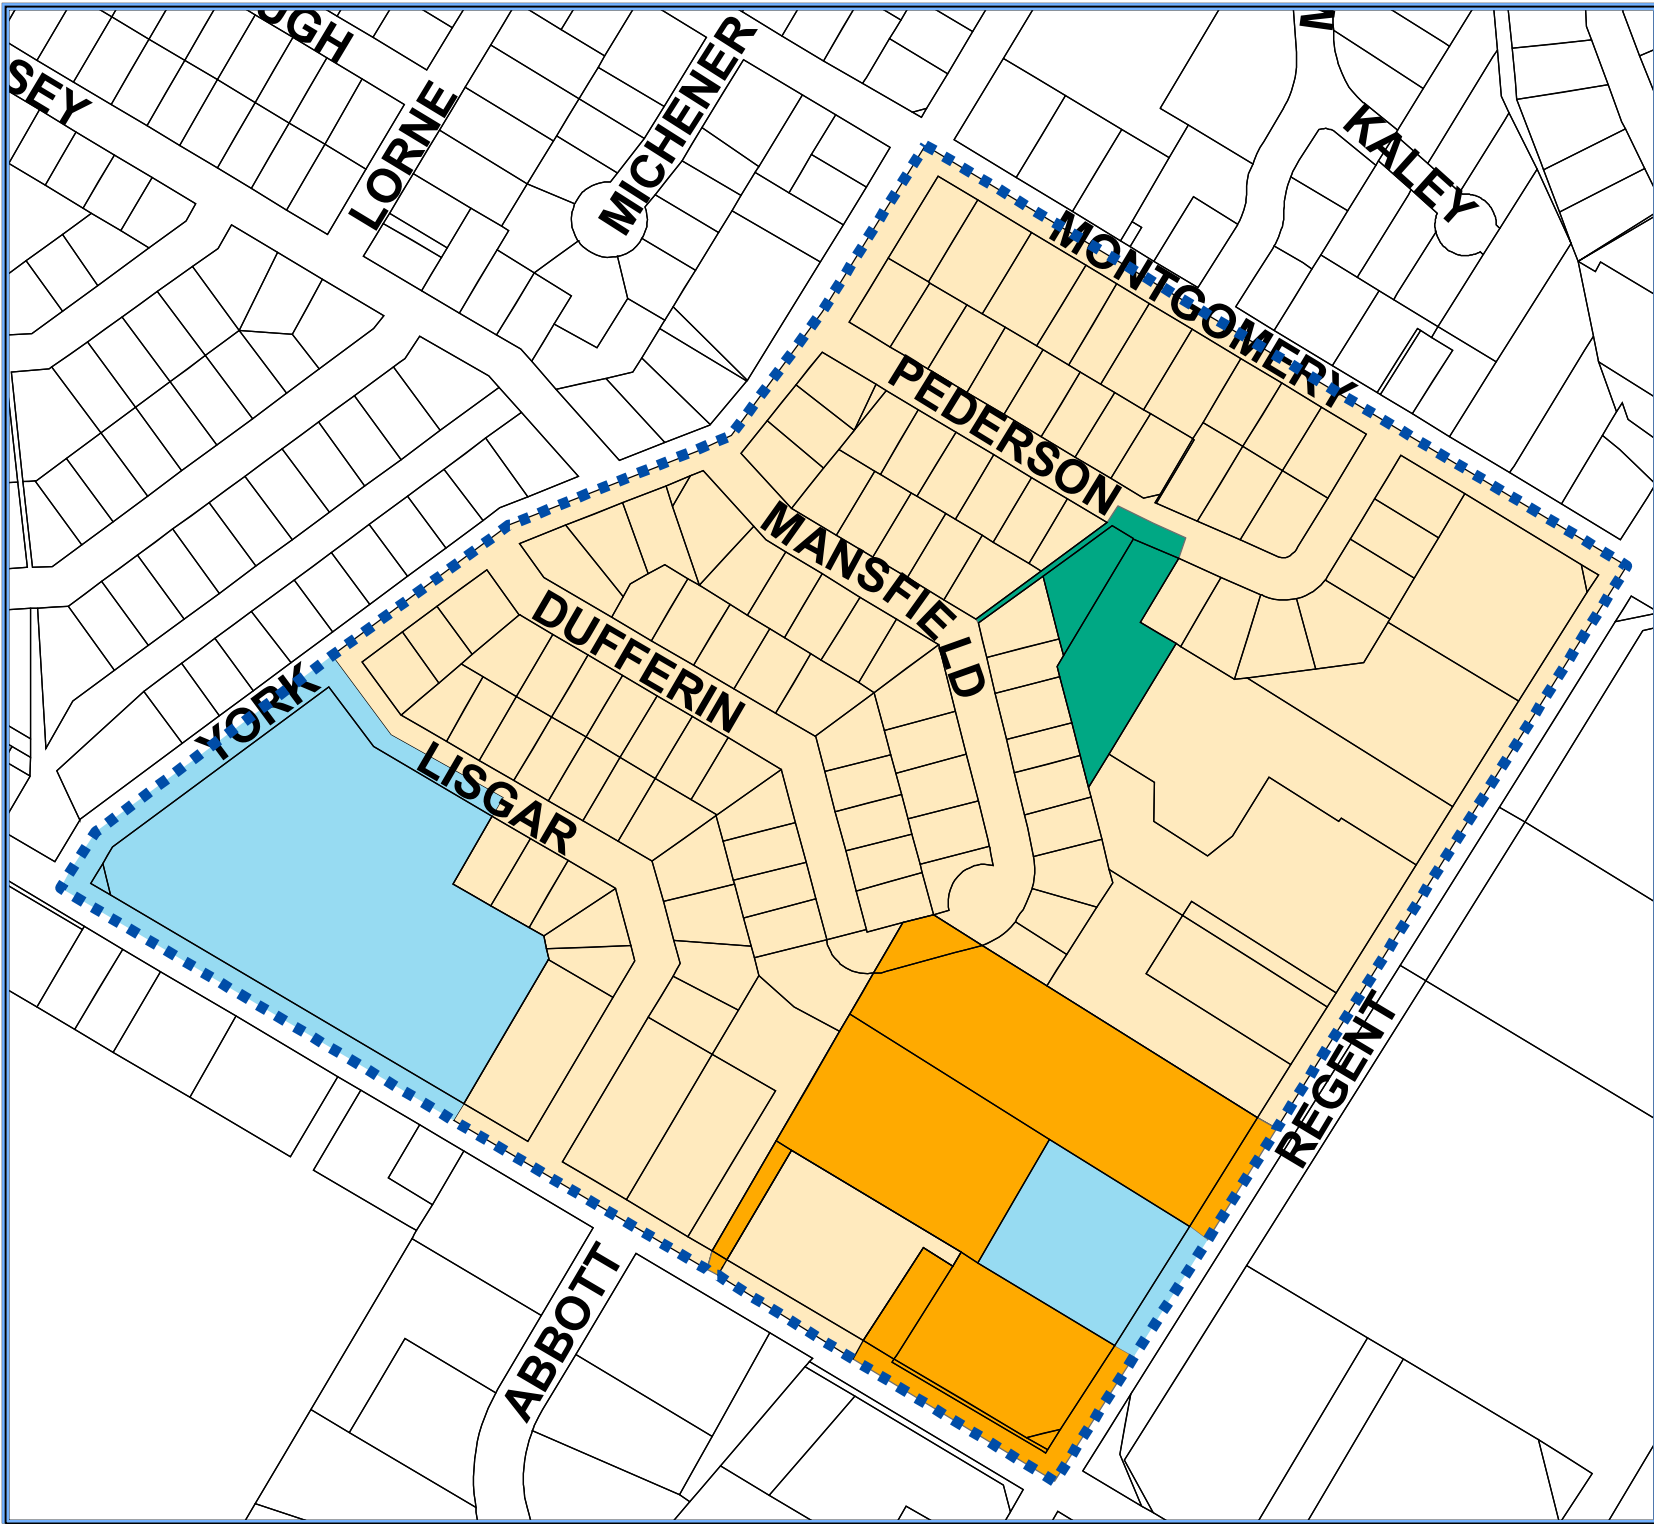 UGH
SEY
LORNE
MICHENER
KALEY
MONTGOMERY
PEDERSON
MANSFIELD
DUFFERIN
YORK
LISGAR
REGENT
ABBOTT